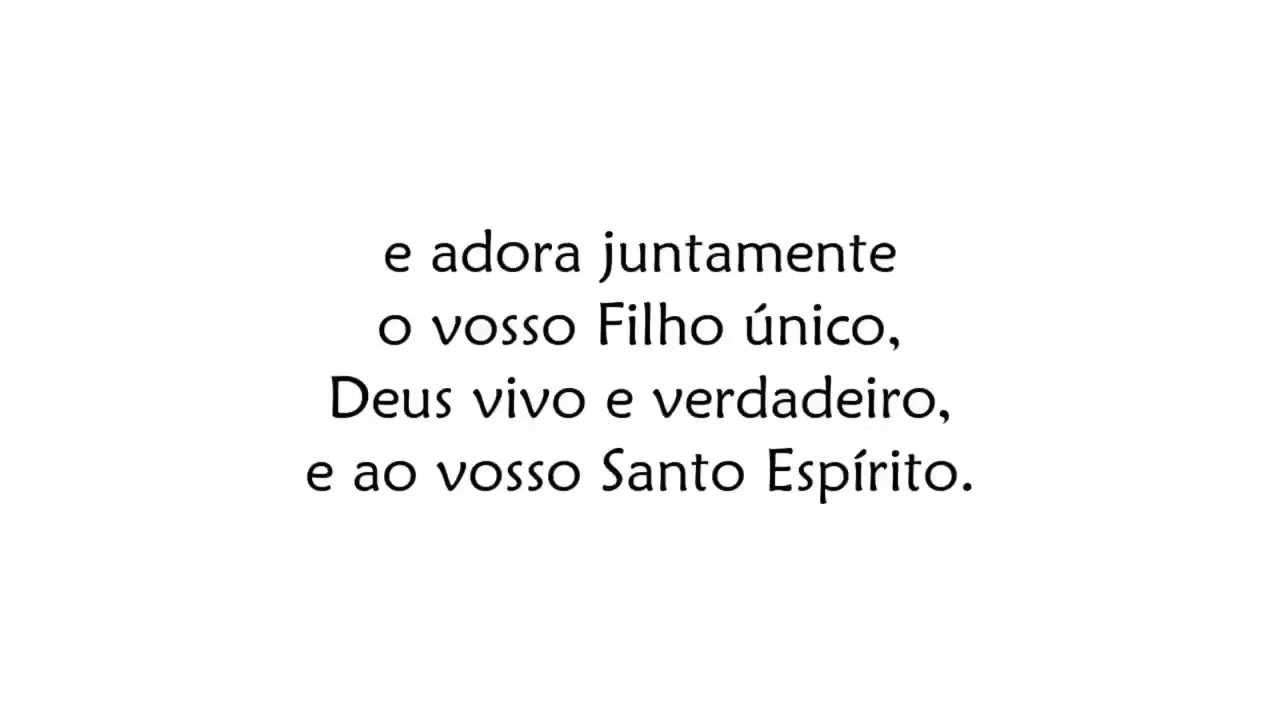 e adora juntamente
o vosso Filho único,
Deus vivo e verdadeiro,
e ao vosso Santo Espírito.